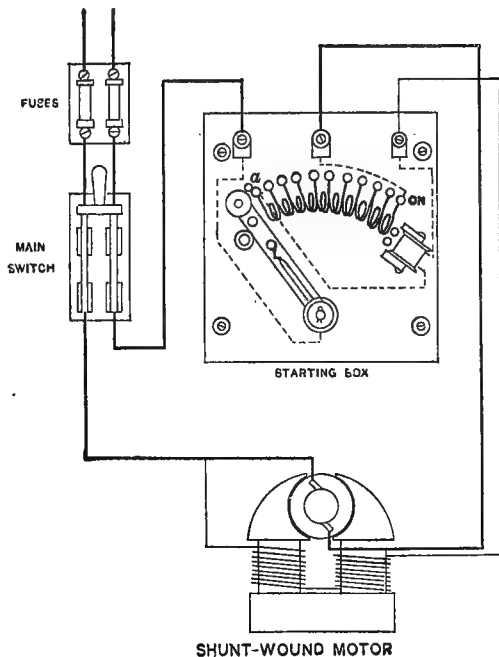 FUSES
a
ON
MAIN
SWITCH
STARTING BOX
SHUNT-WOUND MOTOR